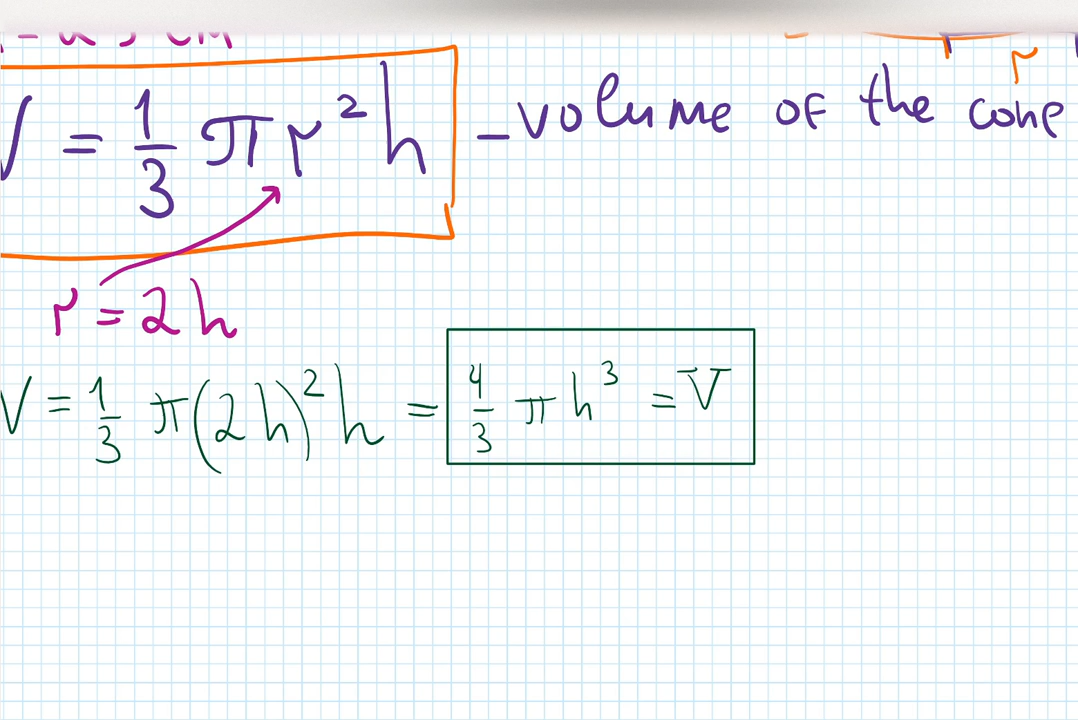 V = 1/3 πr²h - volume of the cone
r
r = 2h
V = 1/3 π(2h)²h = 4/3 πh³ = V